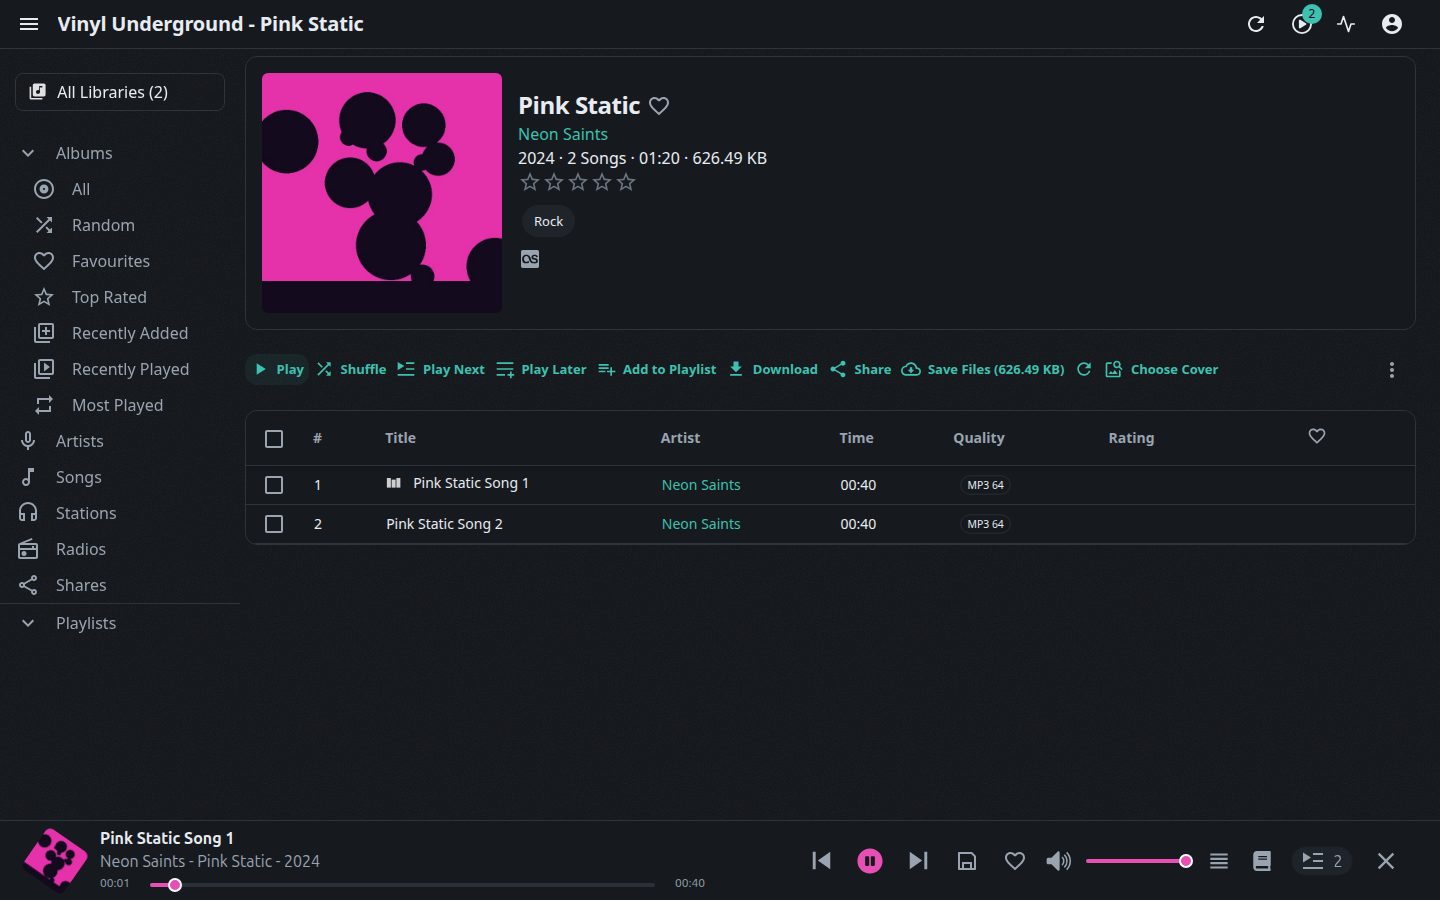 Vinyl Underground - Pink Static
2
All Libraries (2)
Albums
All
Random
Favourites
Top Rated
Recently Added
Recently Played
Most Played
Artists
Songs
Stations
Radios
Shares
Playlists
Pink Static
Neon Saints
2024 · 2 Songs · 01:20 · 626.49 KB
Rock
Play Shuffle Play Next Play Later Add to Playlist Download Share Save Files (626.49 KB) Choose Cover
# Title Artist Time Quality Rating
1 Pink Static Song 1 Neon Saints 00:40 MP3 64
2 Pink Static Song 2 Neon Saints 00:40 MP3 64
Pink Static Song 1
Neon Saints - Pink Static - 2024
00:01 00:40
2